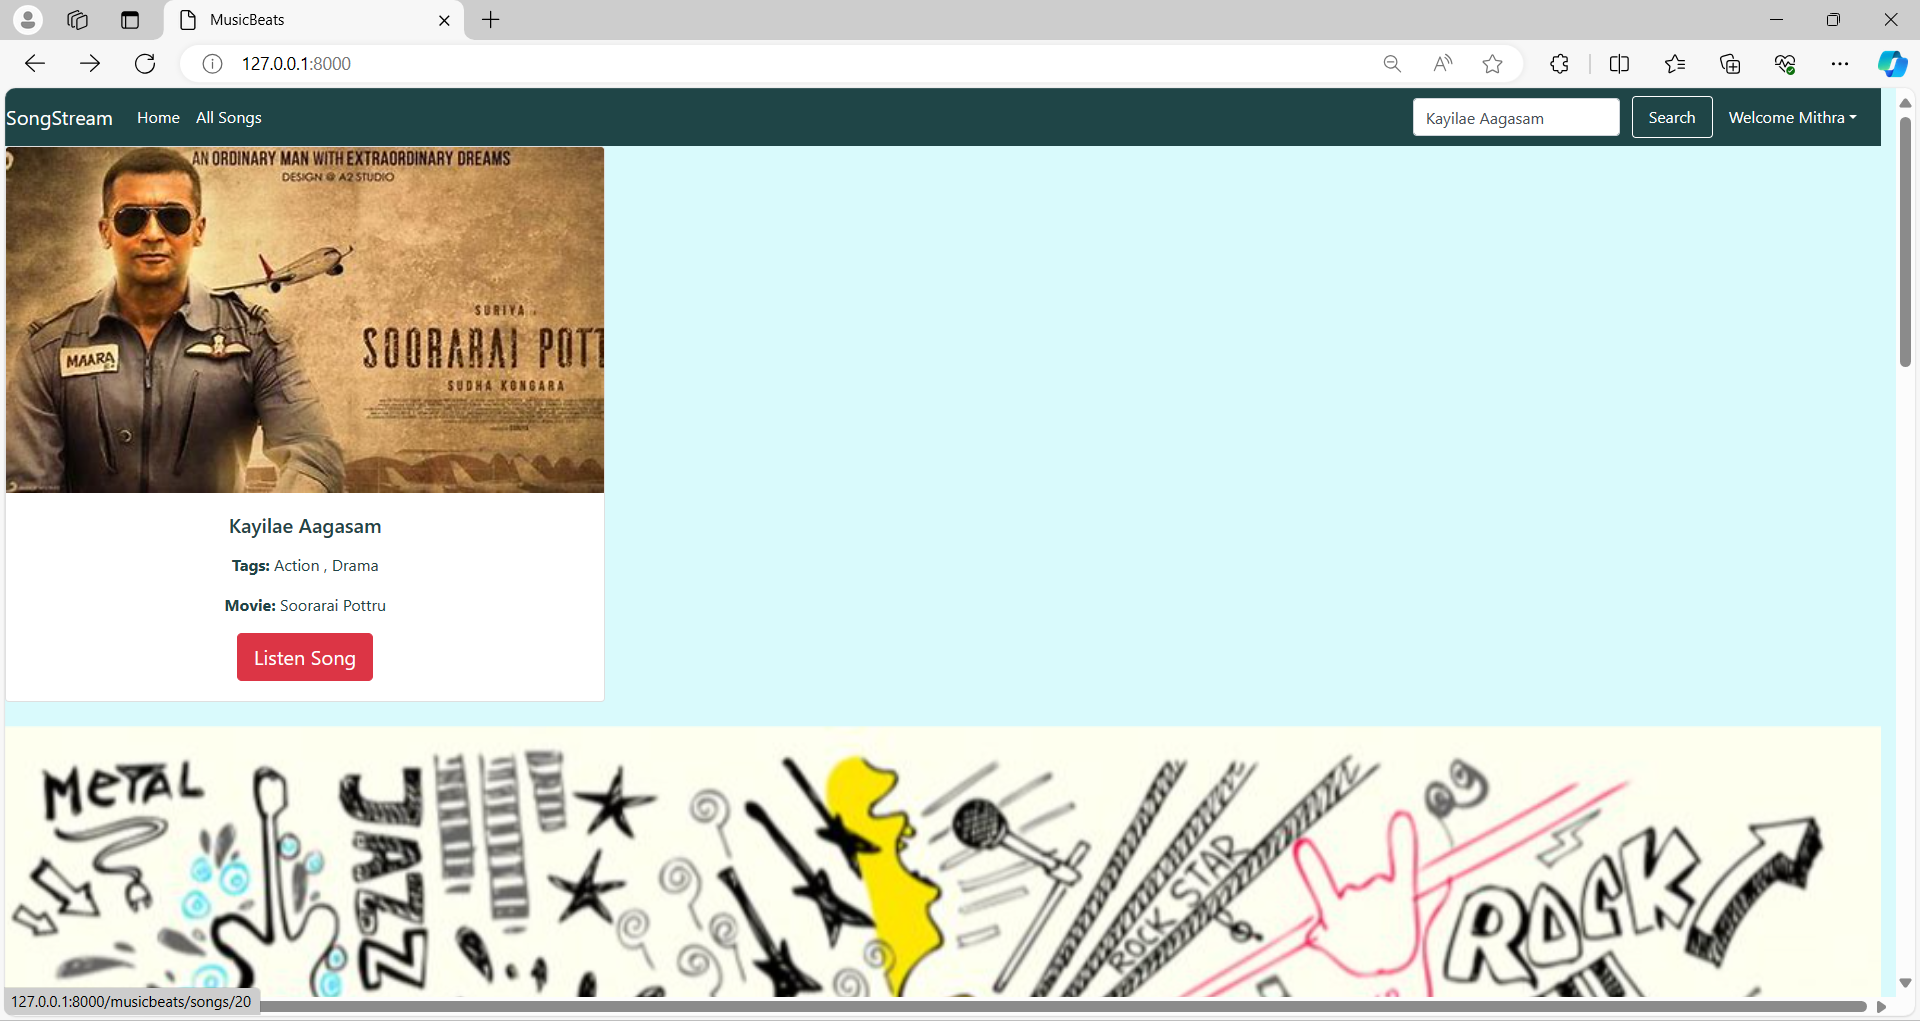 MusicBeats
127.0.0.1:8000
SongStream Home All Songs Kayilae Aagasam Search Welcome Mithra
AN ORDINARY MAN WITH EXTRAORDINARY DREAMS
DESIGN @ A2 STUDIO
MAARA
SURIYA
SOORARAI POTT
SUDHA KONGARA
Kayilae Aagasam
Tags: Action , Drama
Movie: Soorarai Pottru
Listen Song
METAL
JAZZ
ROCK STAR
ROCK
127.0.0.1:8000/musicbeats/songs/20